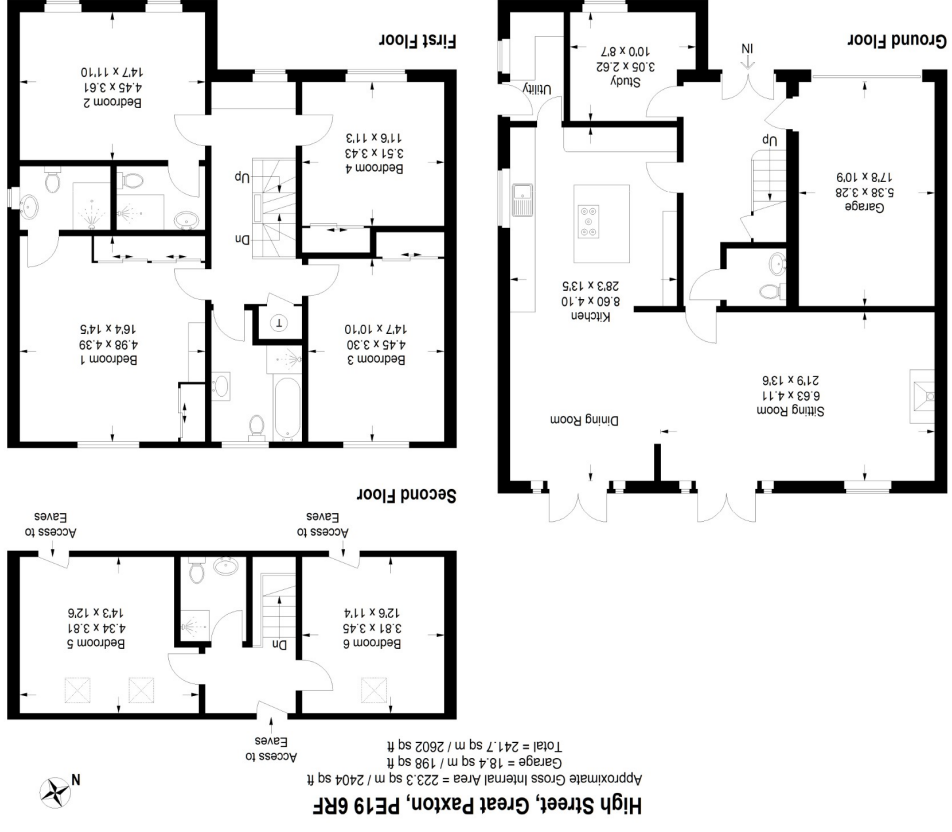 High Street, Great Paxton, PE19 6RF
Approximate Gross Internal Area = 223.3 sq m / 2404 sq ft
Garage = 18.4 sq m / 198 sq ft
Total = 241.7 sq m / 2602 sq ft
N
Access to
Eaves
Bedroom 6
3.81 x 3.45
12'6 x 11'4
Dn
Bedroom 5
4.34 x 3.81
14'3 x 12'6
Access to
Eaves
Access to
Eaves
Second Floor
Sitting Room
6.63 x 4.11
21'9 x 13'6
Dining Room
Kitchen
8.60 x 4.10
28'3 x 13'5
Garage
5.38 x 3.28
17'8 x 10'9
Up
Utility
Study
3.05 x 2.62
10'0 x 8'7
IN
Ground Floor
Bedroom 3
4.45 x 3.30
14'7 x 10'10
T
Bedroom 1
4.98 x 4.39
16'4 x 14'5
Dn
Up
Bedroom 4
3.51 x 3.43
11'6 x 11'3
Bedroom 2
4.45 x 3.61
14'7 x 11'10
First Floor